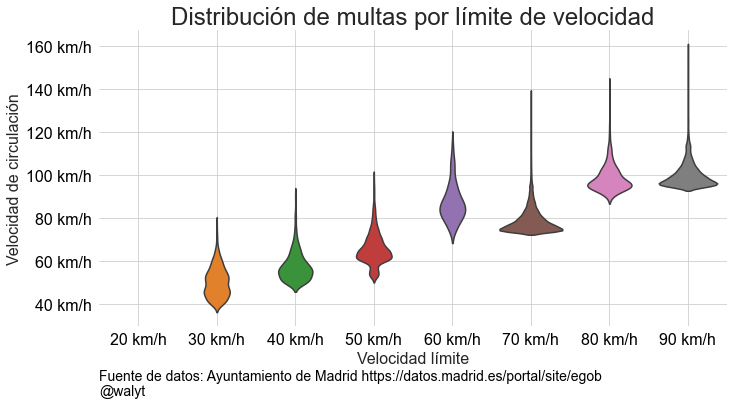 Distribución de multas por límite de velocidad
160 km/h
140 km/h
120 km/h
100 km/h
80 km/h
60 km/h
40 km/h
Velocidad de circulación
20 km/h 30 km/h 40 km/h 50 km/h 60 km/h 70 km/h 80 km/h 90 km/h
Velocidad límite
Fuente de datos: Ayuntamiento de Madrid https://datos.madrid.es/portal/site/egob
@walyt